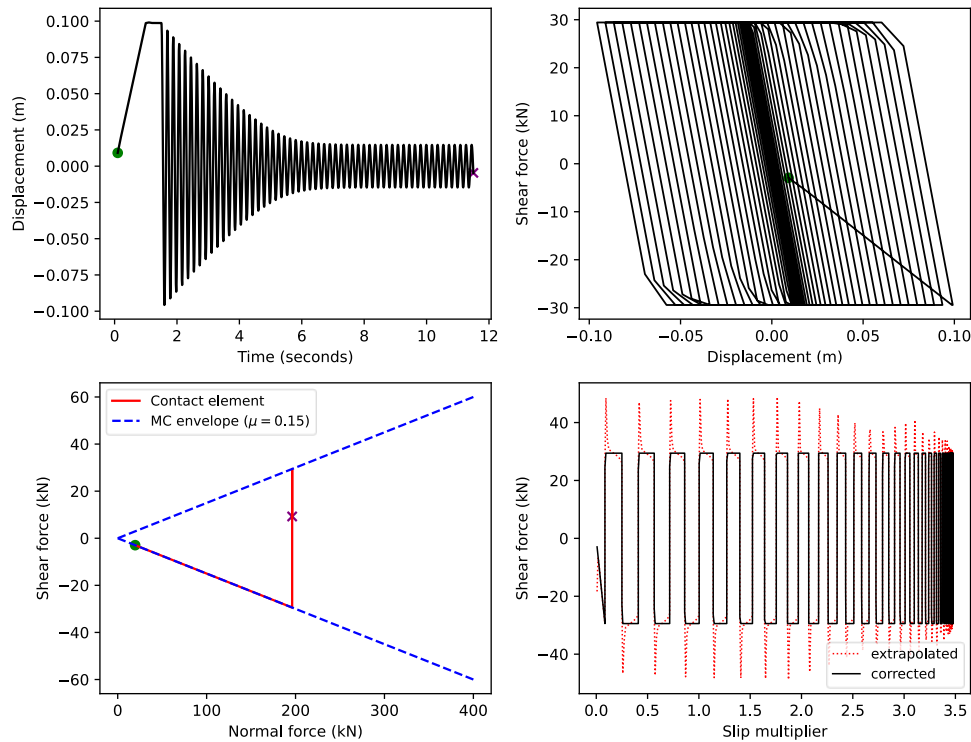 0.100
0.075
0.050
0.025
0.000
−0.025
−0.050
−0.075
−0.100
Displacement (m)
0 2 4 6 8 10 12
Time (seconds)
30
20
10
0
−10
−20
−30
Shear force (kN)
−0.10 −0.05 0.00 0.05 0.10
Displacement (m)
60
40
20
0
−20
−40
−60
Shear force (kN)
Contact element
MC envelope (μ = 0.15)
0 100 200 300 400
Normal force (kN)
40
20
0
−20
−40
Shear force (kN)
extrapolated
corrected
0.0 0.5 1.0 1.5 2.0 2.5 3.0 3.5
Slip multiplier